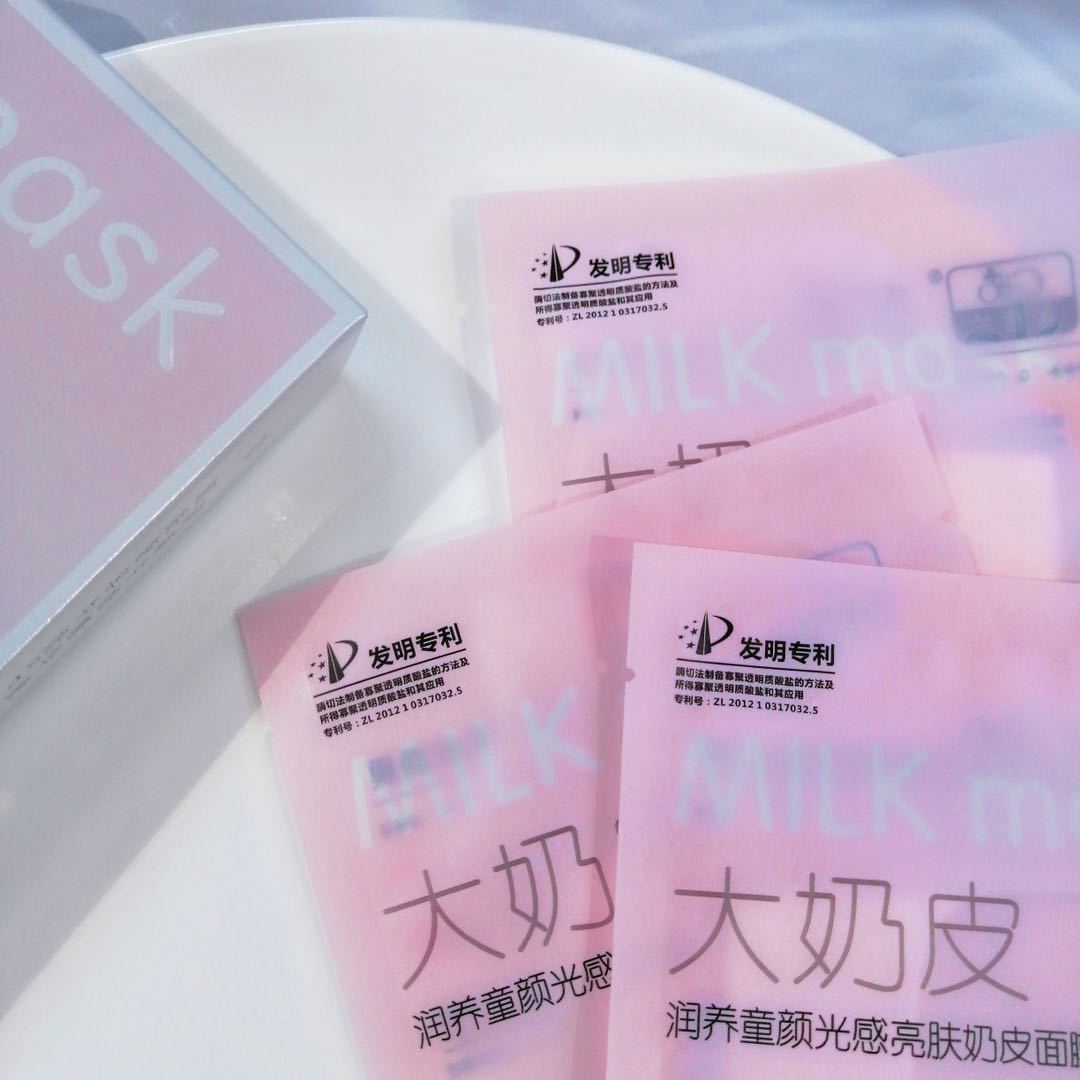 mask
发明专利
酶切法制备寡聚透明质酸盐的方法及
所得寡聚透明质酸盐和其应用
专利号：ZL 2012 1 0317032.5
MILK mask
大奶
发明专利
酶切法制备寡聚透明质酸盐的方法及
所得寡聚透明质酸盐和其应用
专利号：ZL 2012 1 0317032.5
MILK
大奶
润养童颜光感
发明专利
酶切法制备寡聚透明质酸盐的方法及
所得寡聚透明质酸盐和其应用
专利号：ZL 2012 1 0317032.5
MILK ma
大奶皮
润养童颜光感亮肤奶皮面膜